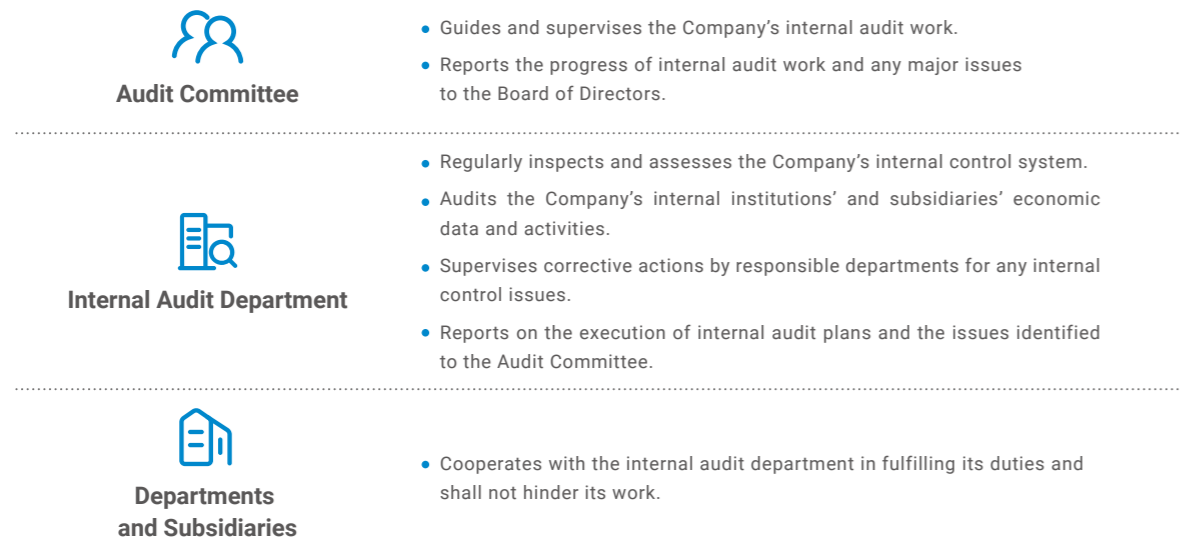 Audit Committee
Guides and supervises the Company's internal audit work.
Reports the progress of internal audit work and any major issues
to the Board of Directors.
Internal Audit Department
Regularly inspects and assesses the Company's internal control system.
Audits the Company's internal institutions' and subsidiaries' economic
data and activities.
Supervises corrective actions by responsible departments for any internal
control issues.
Reports on the execution of internal audit plans and the issues identified
to the Audit Committee.
Departments
and Subsidiaries
Cooperates with the internal audit department in fulfilling its duties and
shall not hinder its work.